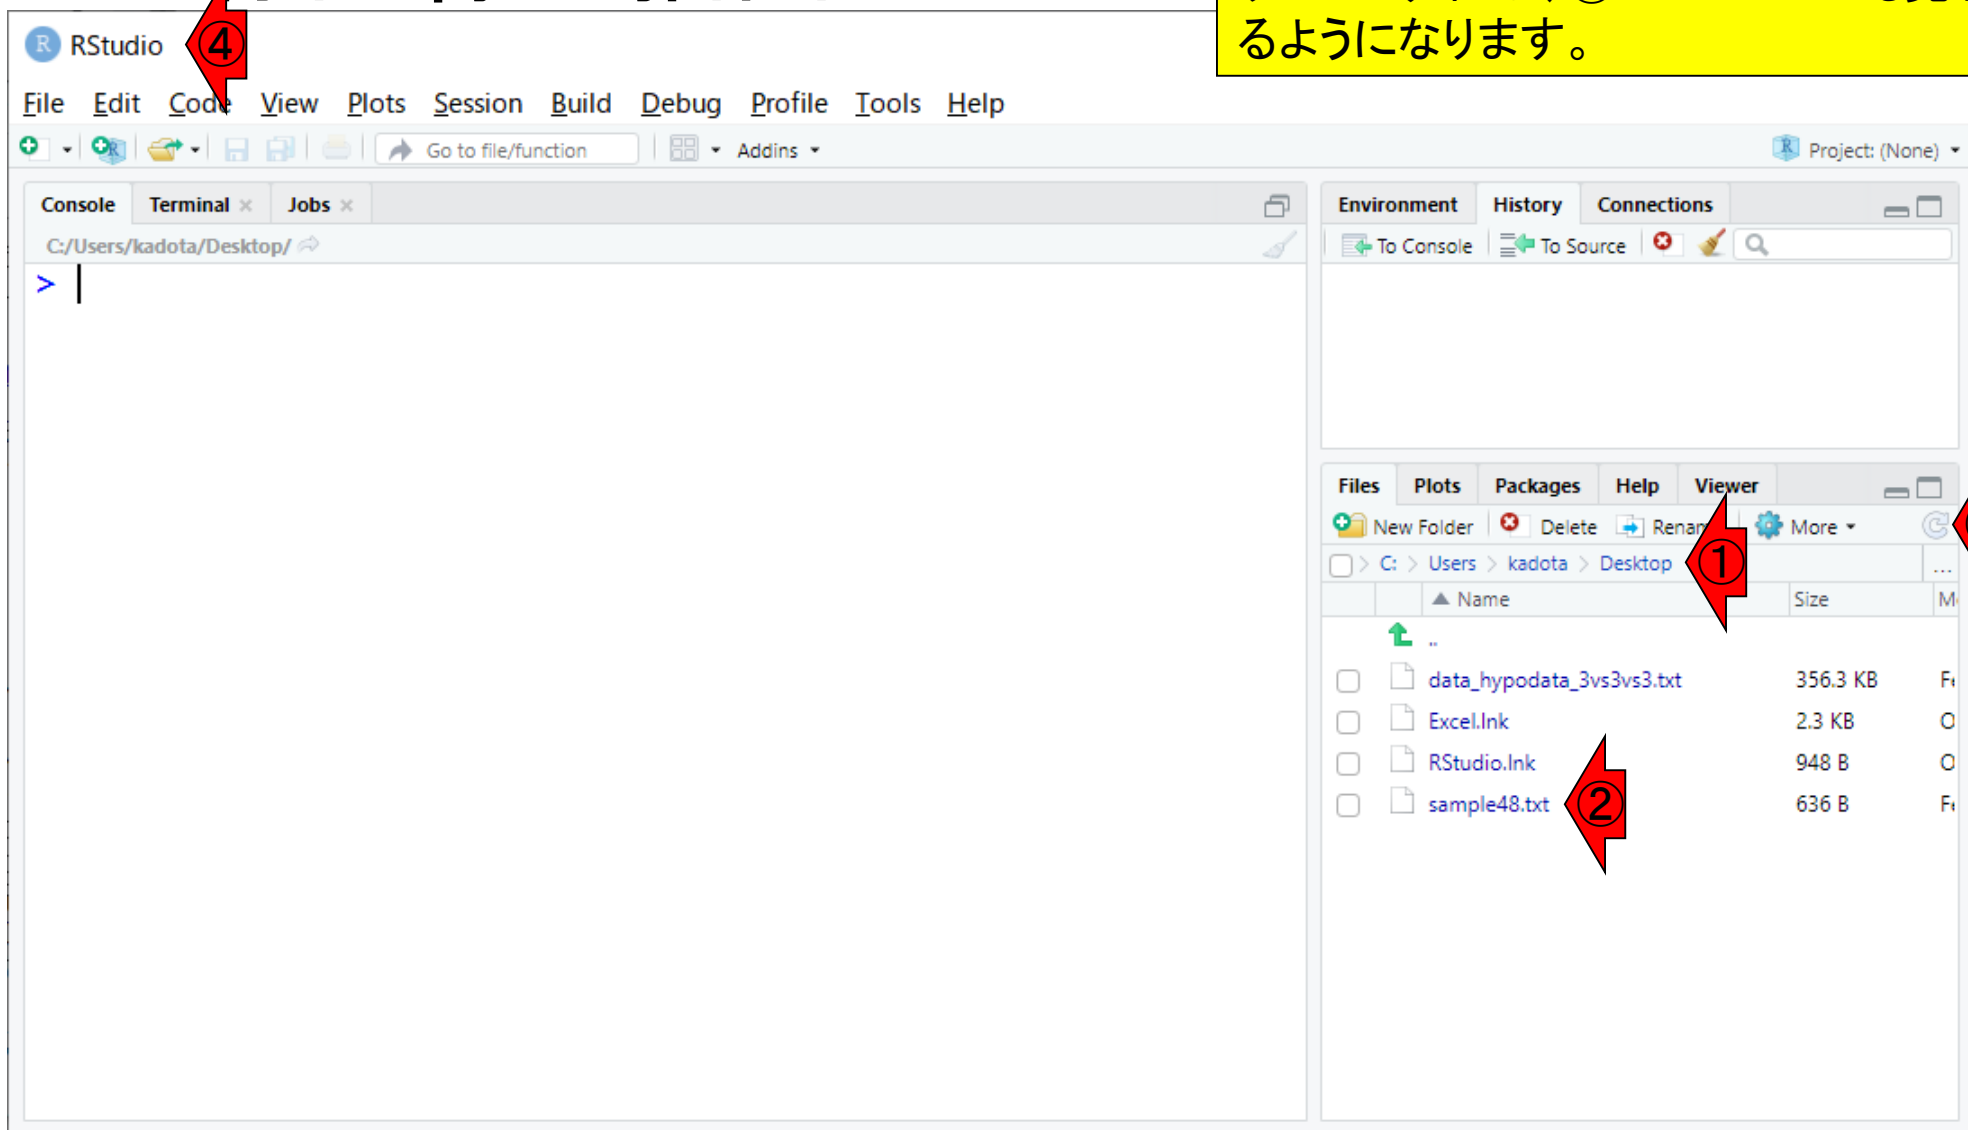 るようになります。
RStudio
④
File Edit Code View Plots Session Build Debug Profile Tools Help
Go to file/function
Addins
Project: (None)
Console Terminal Jobs
C:/Users/kadota/Desktop/
>
Environment History Connections
To Console To Source
Files Plots Packages Help Viewer
New Folder Delete More
C: > Users > kadota > Desktop
①
...
Name Size
..
data_hypodata_3vs3vs3.txt 356.3 KB
Excel.lnk 2.3 KB
RStudio.lnk 948 B
sample48.txt 636 B
②